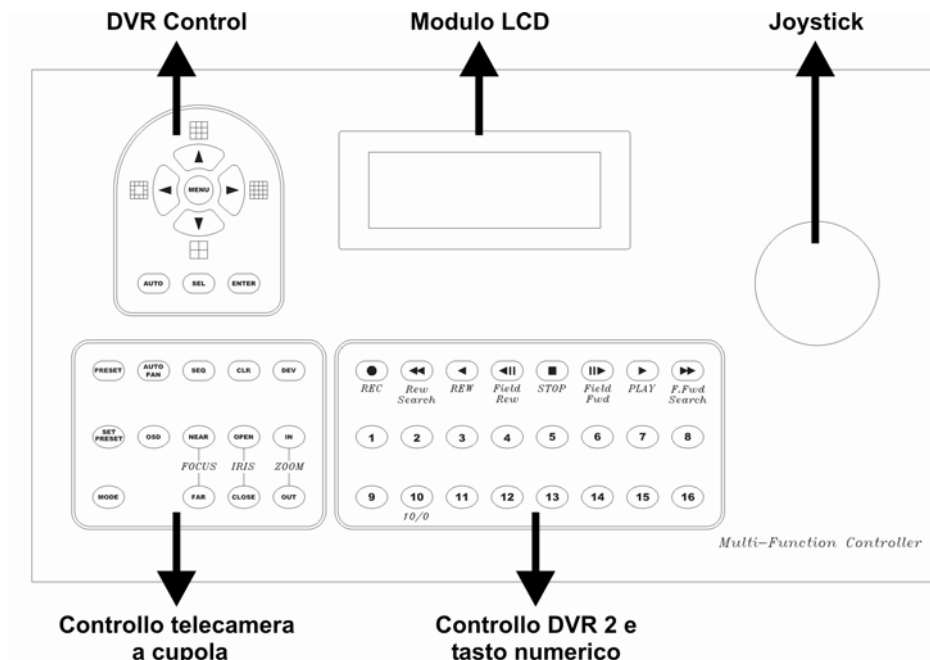 DVR Control
Modulo LCD
Joystick
MENU
AUTO SEL ENTER
PRESET AUTO PAN SEQ CLR DEV
SET PRESET OSD NEAR OPEN IN
FOCUS IRIS ZOOM
MODE FAR CLOSE OUT
REC Rew Search REW Field Rew STOP Field Fwd PLAY F.Fwd Search
1 2 3 4 5 6 7 8
9 10 11 12 13 14 15 16
10/0
Multi-Function Controller
Controllo telecamera
a cupola
Controllo DVR 2 e
tasto numerico